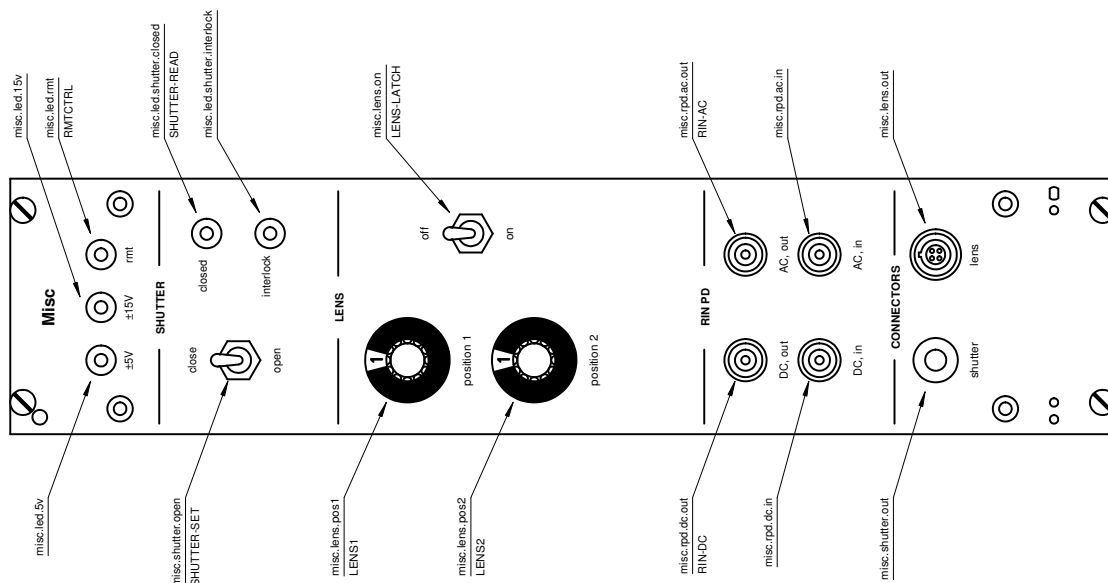 misc.led.15v
misc.led.rmt
RMTCTRL
misc.led.shutter.closed
SHUTTER-READ
misc.led.shutter.interlock
misc.lens.on
LENS-LATCH
misc.rpd.ac.out
RIN-AC
misc.rpd.ac.in
misc.lens.out
Misc
±5V
±15V
rmt
SHUTTER
close
open
closed
interlock
LENS
off
on
1
position 1
1
position 2
RIN PD
DC, out
AC, out
DC, in
AC, in
CONNECTORS
shutter
lens
misc.led.5v
misc.shutter.open
SHUTTER-SET
misc.lens.pos1
LENS1
misc.lens.pos2
LENS2
misc.rpd.dc.out
RIN-DC
misc.rpd.dc.in
misc.shutter.out